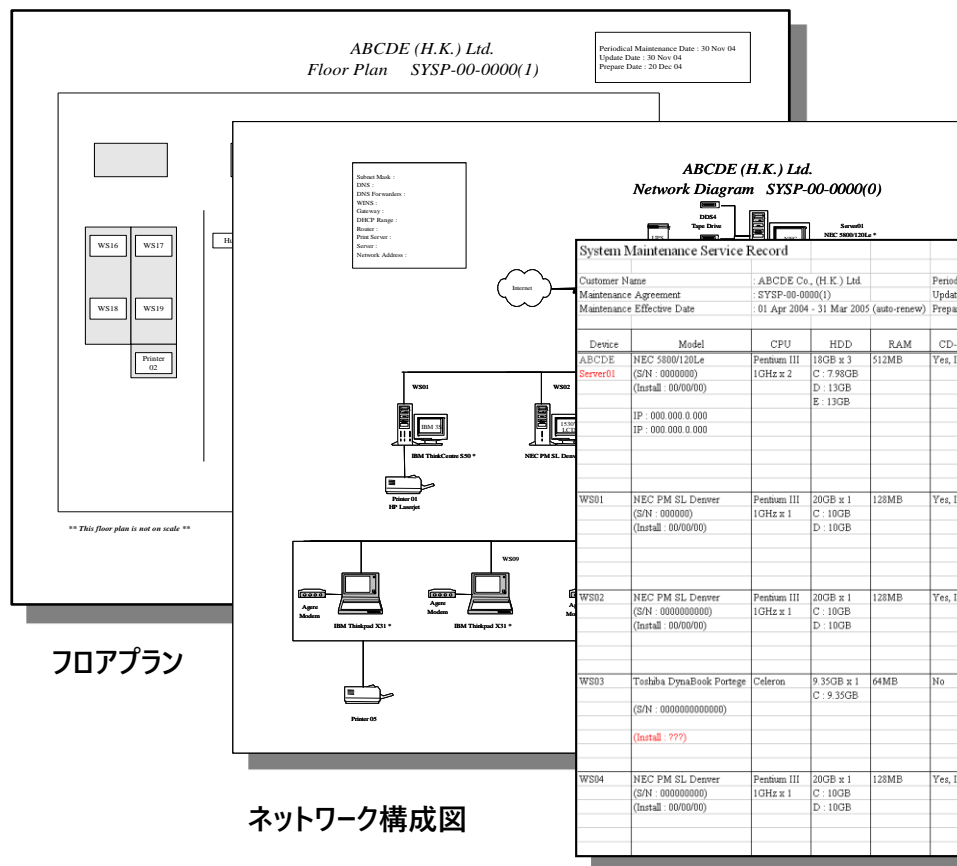 ABCDE (H.K.) Ltd.
Floor Plan SYSP-00-0000(1)
Periodical Maintenance Date : 30 Nov 04
Update Date : 30 Nov 04
Prepare Date : 20 Dec 04
WS16 WS17
WS18 WS19
Printer
02
** This floor plan is not on scale **
フロアプラン
ABCDE (H.K.) Ltd.
Network Diagram SYSP-00-0000(0)
Subnet Mask :
DNS :
DNS Forwarders :
WINS :
Gateway :
DHCP Range :
Router :
Print Server :
Server :
Network Address :
DDS4
Tape Drive
UPS
NEC
Server01
NEC 5800/120Le *
Internet
WS01
WS02
IBM 35
IBM ThinkCentre S50 *
NEC PM SL
Printer 01
HP Laserjet
WS09
Agere
Modem
IBM Thinkpad X31 *
Agere
Modem
IBM Thinkpad X31 *
Printer 05
ネットワーク構成図
System Maintenance Service Record
Customer Name : ABCDE Co., (H.K.) Ltd.
Maintenance Agreement : SYSP-00-0000(1)
Maintenance Effective Date : 01 Apr 2004 - 31 Mar 2005 (auto-renew)
Device Model CPU HDD RAM CD-
ABCDE NEC 5800/120Le Pentium III 18GB x 3 512MB Yes,
Server01 (S/N : 0000000) 1GHz x 2 C : 7.98GB
(Install : 00/00/00) D : 13GB
E : 13GB
IP : 000.000.0.000
IP : 000.000.0.000
WS01 NEC PM SL Denver Pentium III 20GB x 1 128MB Yes,
(S/N : 000000) 1GHz x 1 C : 10GB
(Install : 00/00/00) D : 10GB
WS02 NEC PM SL Denver Pentium III 20GB x 1 128MB Yes,
(S/N : 0000000000) 1GHz x 1 C : 10GB
(Install : 00/00/00) D : 10GB
WS03 Toshiba DynaBook Portege Celeron 9.35GB x 1 64MB No
C : 9.35GB
(S/N : 0000000000000)
(Install : ???)
WS04 NEC PM SL Denver Pentium III 20GB x 1 128MB Yes,
(S/N : 000000000) 1GHz x 1 C : 10GB
(Install : 00/00/00) D : 10GB